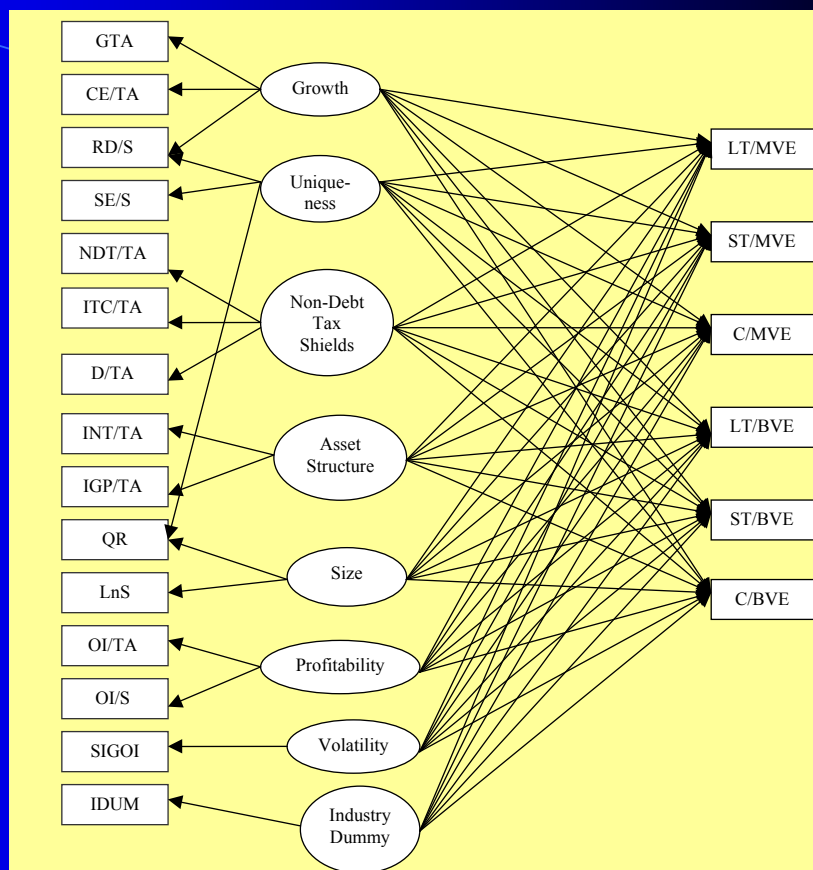 GTA
CE/TA
RD/S
SE/S
NDT/TA
ITC/TA
D/TA
INT/TA
IGP/TA
QR
LnS
OI/TA
OI/S
SIGOI
IDUM
Growth
Unique-
ness
Non-Debt
Tax
Shields
Asset
Structure
Size
Profitability
Volatility
Industry
Dummy
LT/MVE
ST/MVE
C/MVE
LT/BVE
ST/BVE
C/BVE